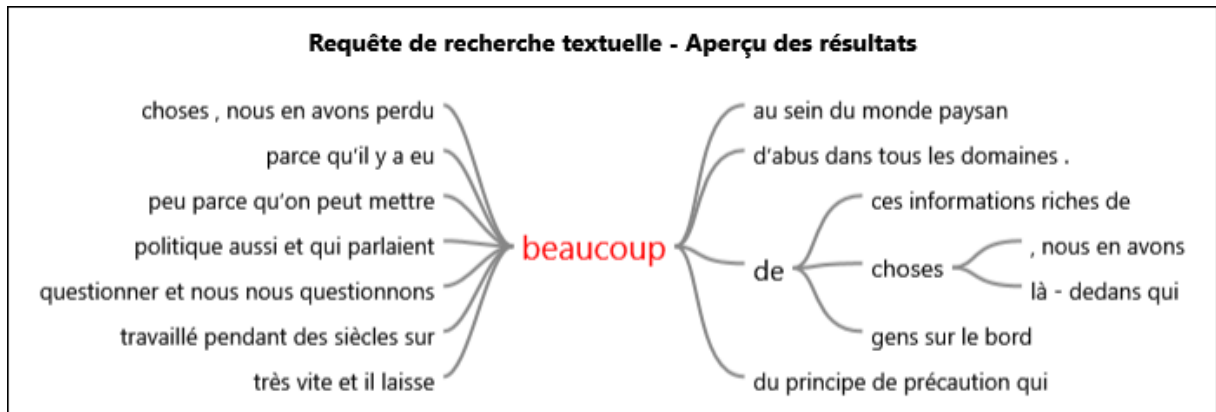 Requête de recherche textuelle - Aperçu des résultats
choses , nous en avons perdu
parce qu'il y a eu
peu parce qu'on peut mettre
politique aussi et qui parlaient
questionner et nous nous questionnons
travaillé pendant des siècles sur
très vite et il laisse
beaucoup
au sein du monde paysan
d'abus dans tous les domaines .
de
ces informations riches de
choses
, nous en avons
là - dedans qui
gens sur le bord
du principe de précaution qui